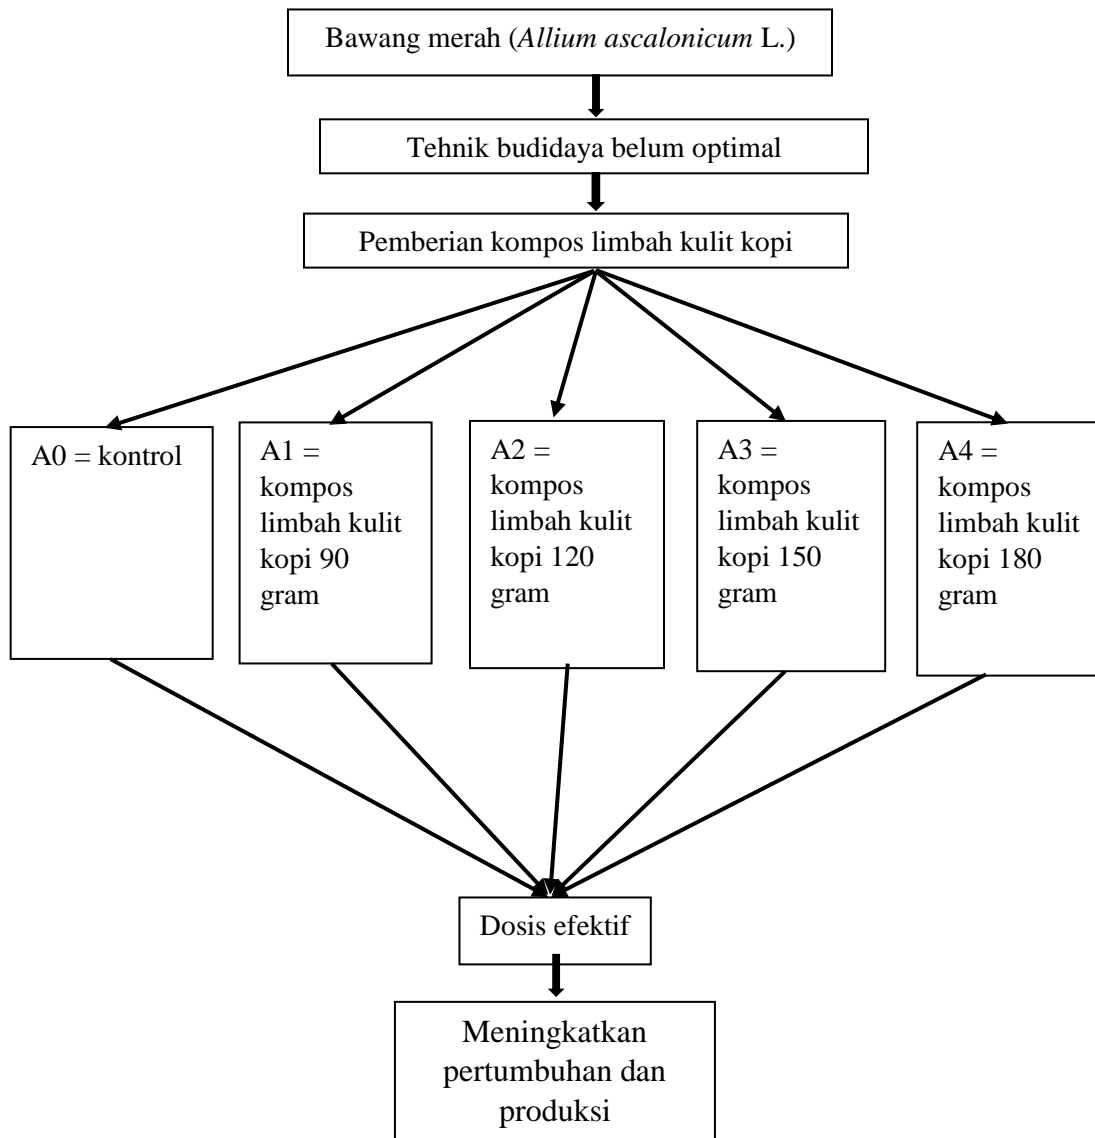 Bawang merah (Allium ascalonicum L.)
Tehnik budidaya belum optimal
Pemberian kompos limbah kulit kopi
A0 = kontrol
A1 =
kompos
limbah kulit
kopi 90
gram
A2 =
kompos
limbah kulit
kopi 120
gram
A3 =
kompos
limbah kulit
kopi 150
gram
A4 =
kompos
limbah kulit
kopi 180
gram
Dosis efektif
Meningkatkan
pertumbuhan dan
produksi